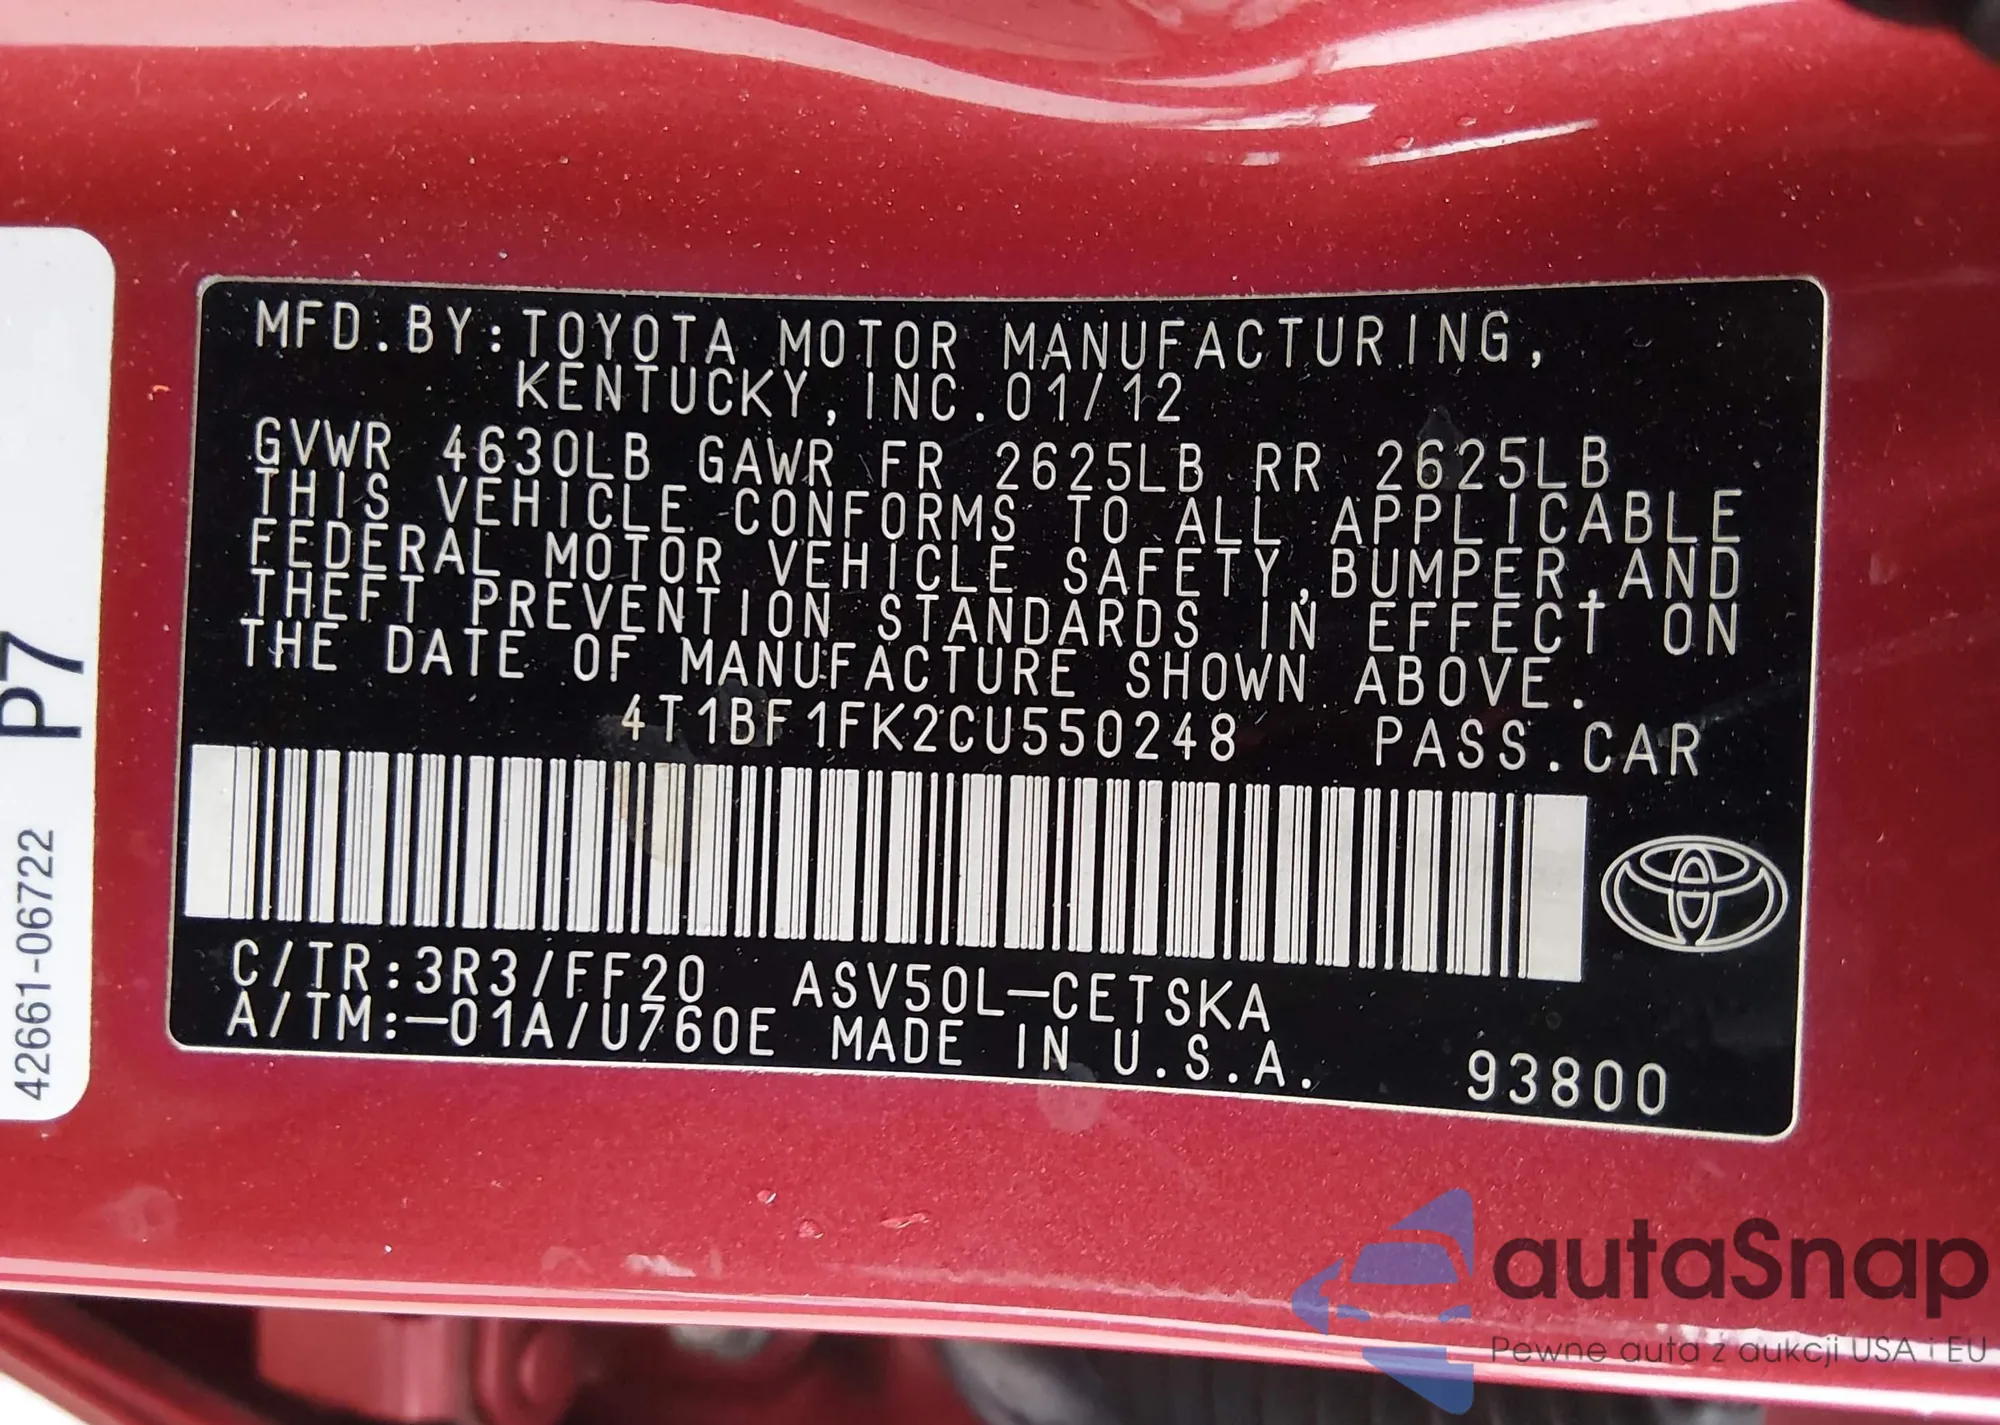 MFD. BY: TOYOTA MOTOR MANUFACTURING,
KENTUCKY, INC. 01/12
GVWR 4630LB GAWR FR 2625LB RR 2625LB
THIS VEHICLE CONFORMS TO ALL APPLICABLE
FEDERAL MOTOR VEHICLE SAFETY, BUMPER, AND
THEFT PREVENTION STANDARDS IN EFFECT ON
THE DATE OF MANUFACTURE SHOWN ABOVE.
4T1BF1FK2CU550248 PASS. CAR
C/TR:3R3/FF20 ASV50L-CETSKA
A/TM:-01A/U760E MADE IN U.S.A. 93800
P7
42661-06722
autaSnap
Pewne auta z aukcji USA i EU